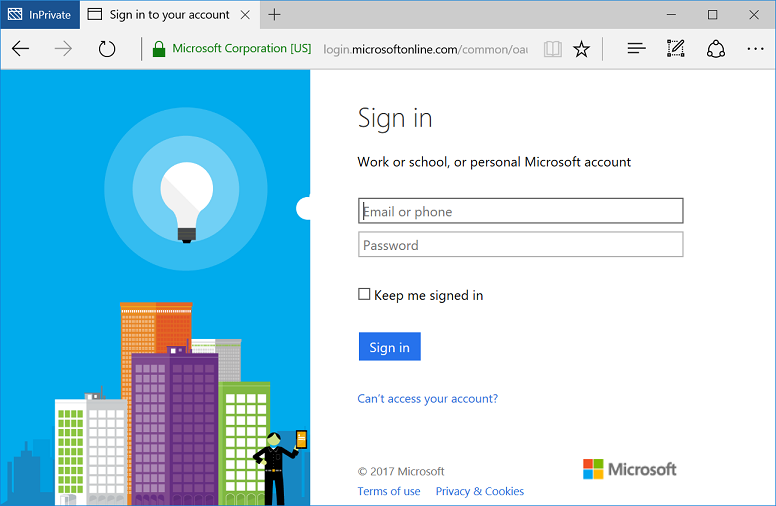 InPrivate
Sign in to your account
Microsoft Corporation [US]
login.microsoftonline.com/common/oau
Sign in
Work or school, or personal Microsoft account
Email or phone
Password
Keep me signed in
Sign in
Can't access your account?
© 2017 Microsoft
Microsoft
Terms of use Privacy & Cookies